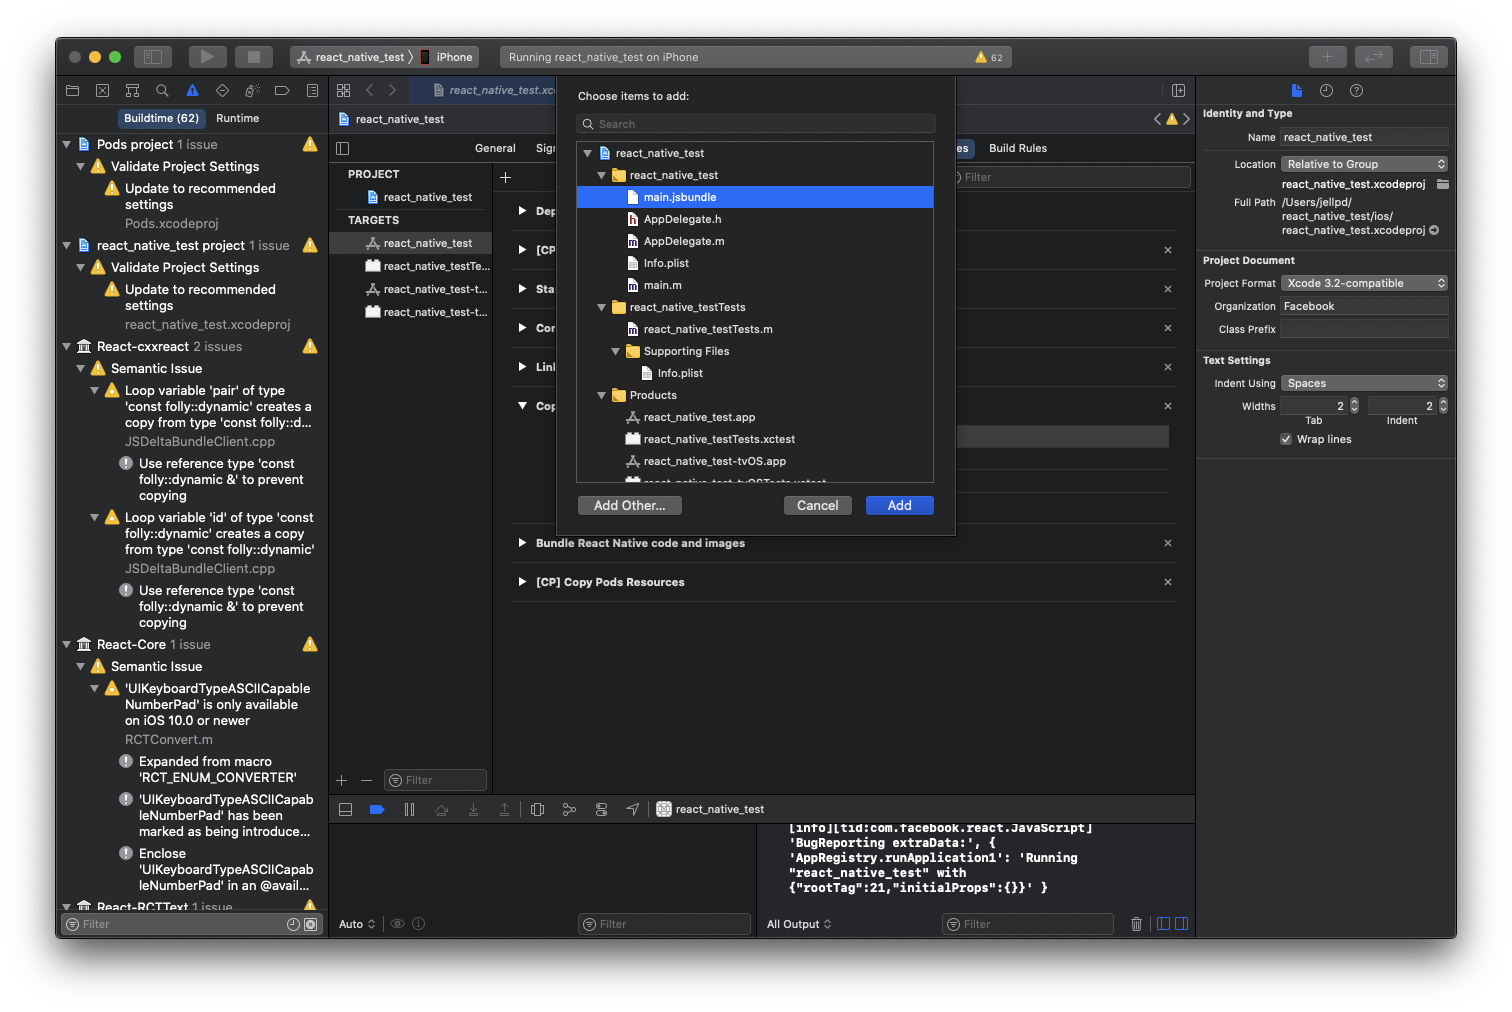 react_native_test
iPhone
Running react_native_test on iPhone
62
react_native_test.xc
Buildtime (62)
Runtime
Pods project 1 issue
Validate Project Settings
Update to recommended
settings
Pods.xcodeproj
react_native_test project 1 issue
Validate Project Settings
Update to recommended
settings
react_native_test.xcodeproj
React-cxxreact 2 issues
Semantic Issue
Loop variable 'pair' of type
'const folly::dynamic' creates a
copy from type 'const folly::d...
JSDeltaBundleClient.cpp
Use reference type 'const
folly::dynamic &' to prevent
copying
Loop variable 'id' of type 'const
folly::dynamic' creates a copy
from type 'const folly::dynamic'
JSDeltaBundleClient.cpp
Use reference type 'const
folly::dynamic &' to prevent
copying
React-Core 1 issue
Semantic Issue
'UIKeyboardTypeASCIICapable
NumberPad' is only available
on iOS 10.0 or newer
RCTConvert.m
Expanded from macro
'RCT_ENUM_CONVERTER'
'UIKeyboardTypeASCIICapab
leNumberPad' has been
marked as being introduce...
Enclose
'UIKeyboardTypeASCIICapab
leNumberPad' in an @avail...
React-RCTText 1 issue
Filter
react_native_test
General
Sig
es
Build Rules
PROJECT
react_native_test
TARGETS
react_native_test
react_native_testTe...
react_native_test-t...
react_native_test-t...
Filter
Filter
Dep
[CP
Sta
Con
Lin
Cop
Bundle React Native code and images
[CP] Copy Pods Resources
Choose items to add:
Search
react_native_test
react_native_test
main.jsbundle
AppDelegate.h
AppDelegate.m
Info.plist
main.m
react_native_testTests
react_native_testTests.m
Supporting Files
Info.plist
Products
react_native_test.app
react_native_testTests.xctest
react_native_test-tvOS.app
react_native_test-tvOSTests.xctest
Add Other...
Cancel
Add
react_native_test
[info][tid:com.facebook.react.JavaScript]
'BugReporting extraData:', {
'AppRegistry.runApplication1': 'Running
"react_native_test" with
{"rootTag":21,"initialProps":{}}' }
Auto
Filter
All Output
Filter
Identity and Type
Name react_native_test
Location Relative to Group
react_native_test.xcodeproj
Full Path /Users/jellpd/
react_native_test/ios/
react_native_test.xcodeproj
Project Document
Project Format Xcode 3.2-compatible
Organization Facebook
Class Prefix
Text Settings
Indent Using Spaces
Widths 2 2
Tab Indent
Wrap lines